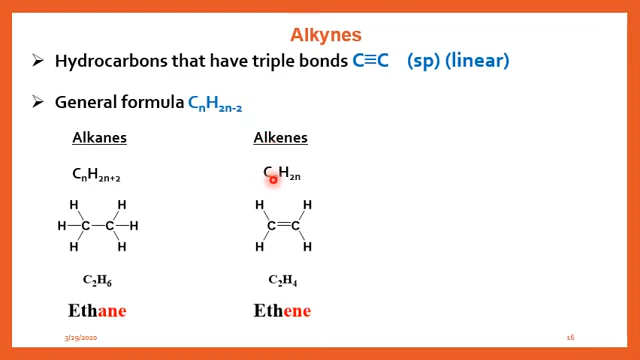 Alkynes
➤ Hydrocarbons that have triple bonds C≡C (sp) (linear)
➤ General formula CnH2n-2
Alkanes Alkenes
CnH2n+2 C H2n
H H H H
H C C H C C
H H H H
C2H6 C2H4
Ethane Ethene
3/29/2020 16